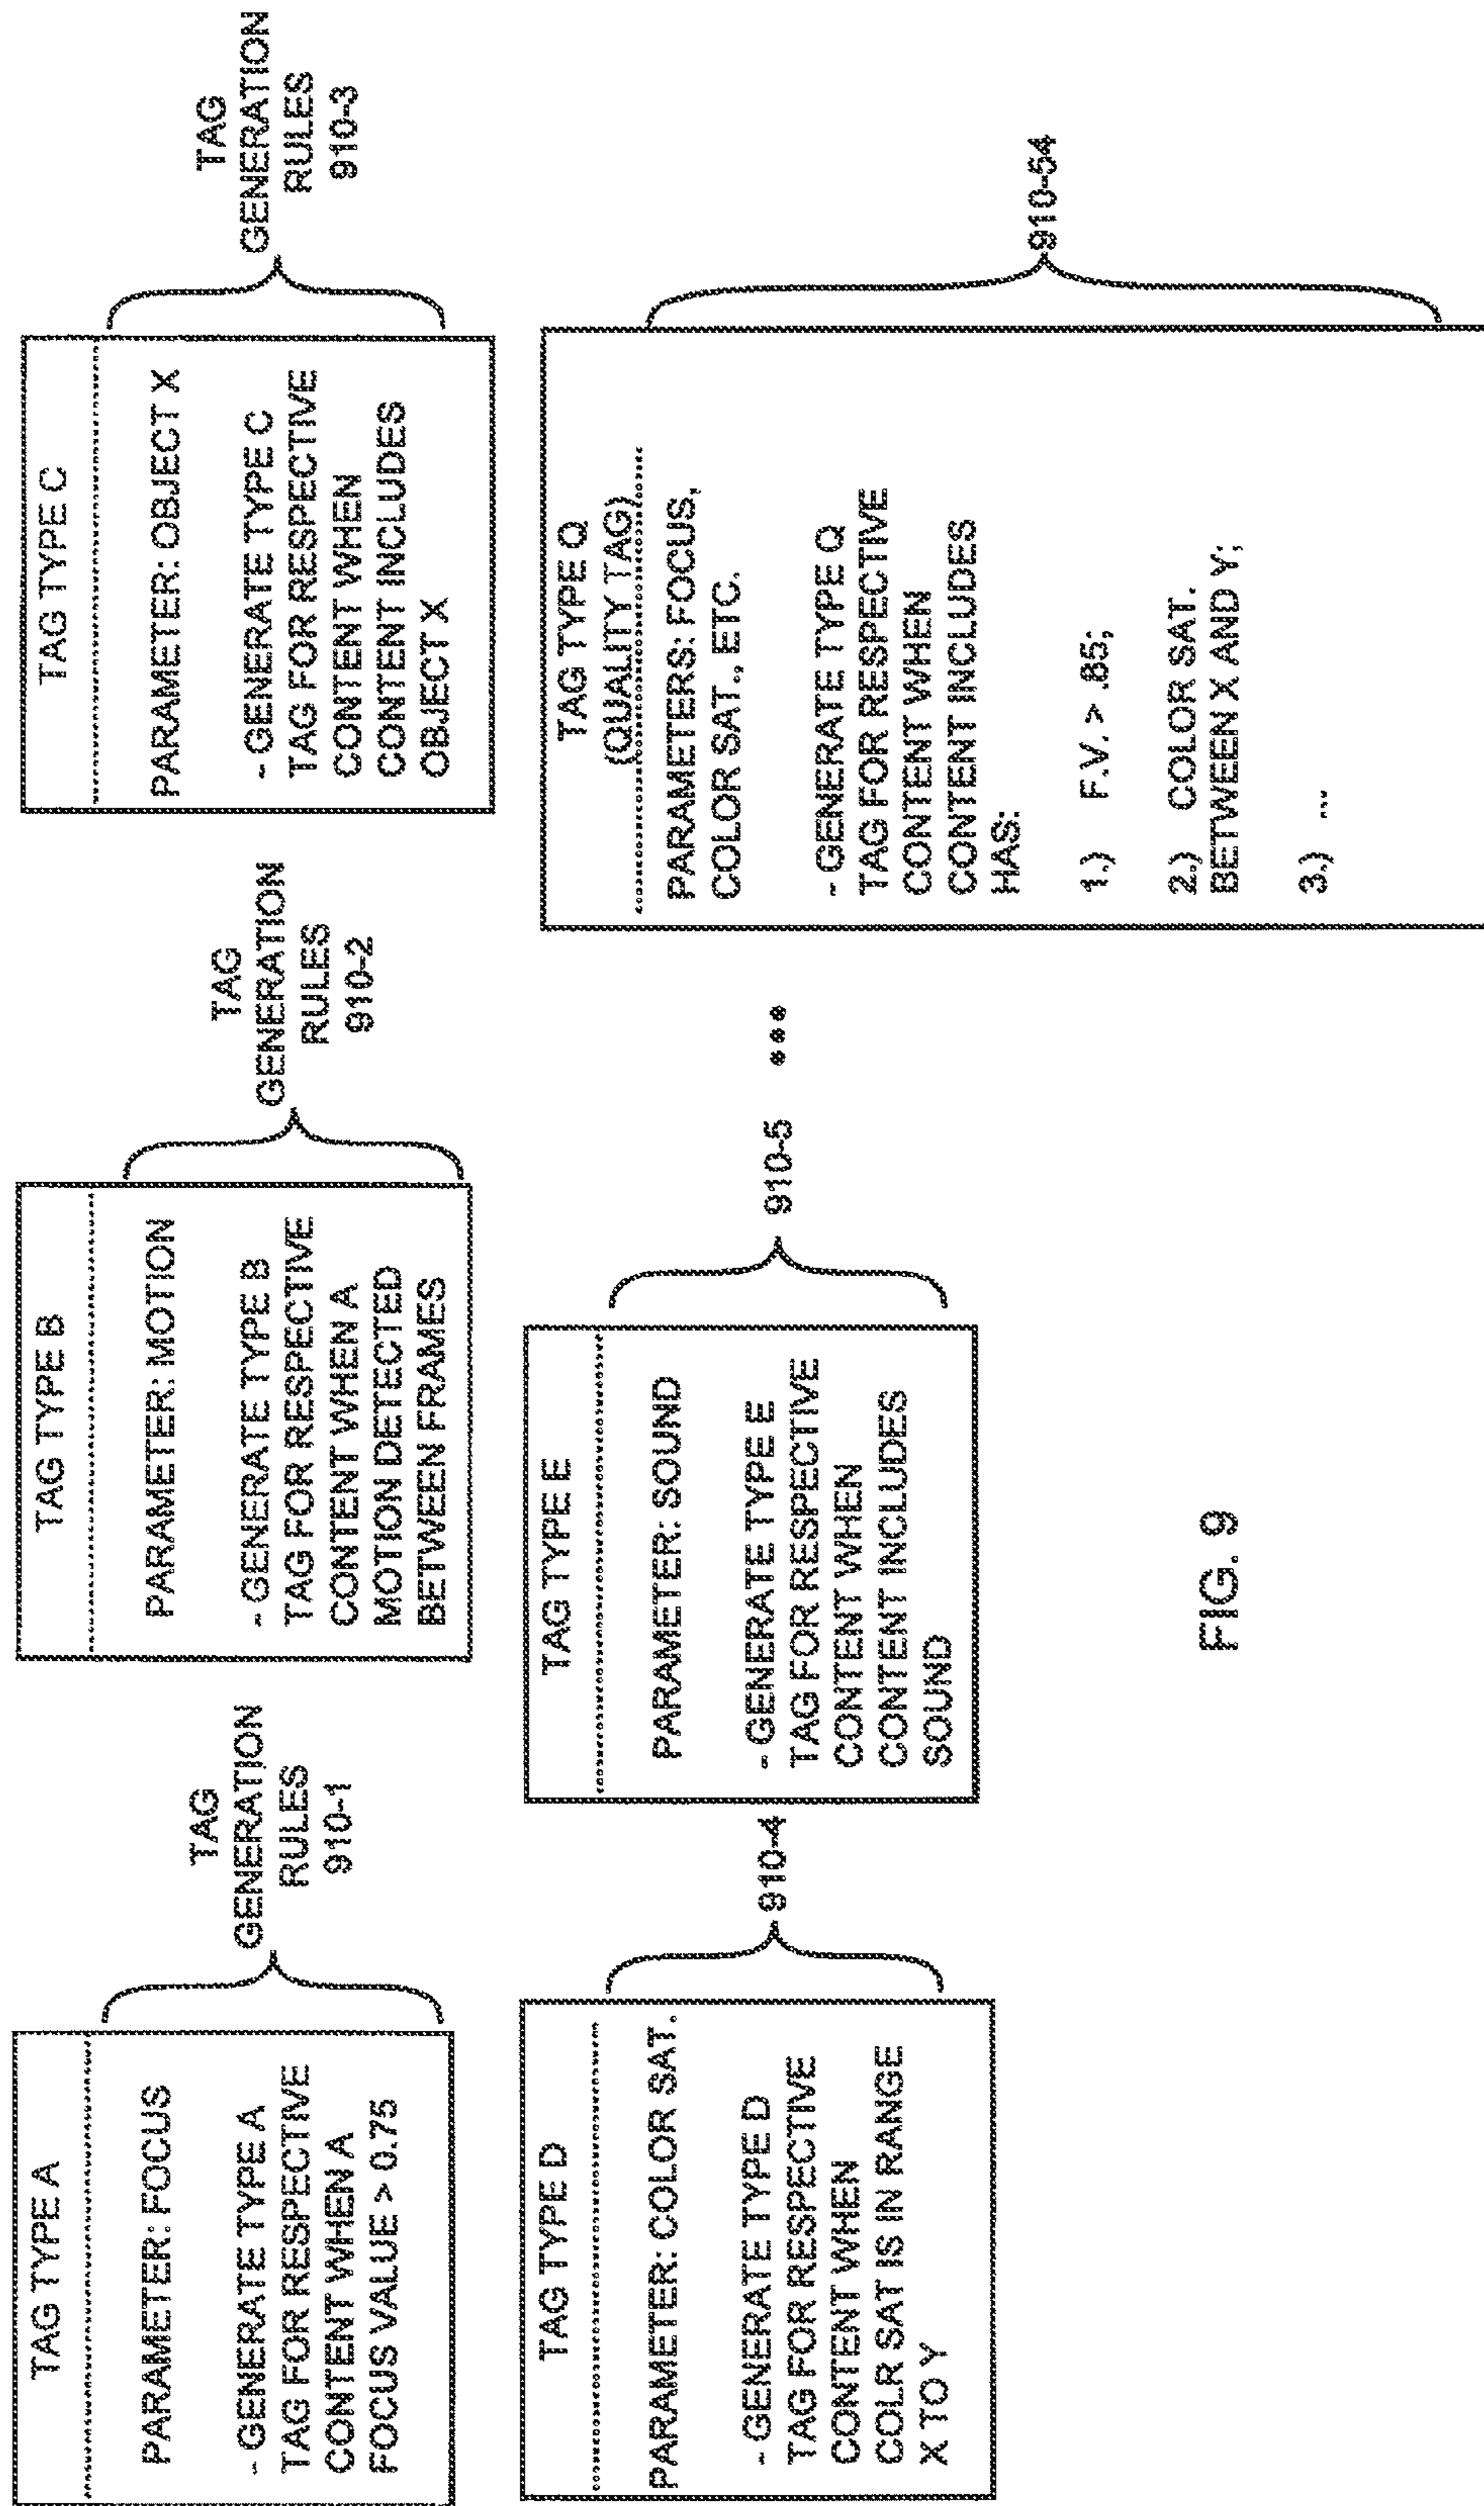 TAG TYPE A
PARAMETER: FOCUS
- GENERATE TYPE A
TAG FOR RESPECTIVE
CONTENT WHEN A
FOCUS VALUE > 0.75
TAG
GENERATION
RULES
910-1
TAG TYPE B
PARAMETER: MOTION
- GENERATE TYPE B
TAG FOR RESPECTIVE
CONTENT WHEN A
MOTION DETECTED
BETWEEN FRAMES
TAG
GENERATION
RULES
910-2
TAG TYPE C
PARAMETER: OBJECT X
- GENERATE TYPE C
TAG FOR RESPECTIVE
CONTENT WHEN
CONTENT INCLUDES
OBJECT X
TAG
GENERATION
RULES
910-3
TAG TYPE D
PARAMETER: COLOR SAT.
- GENERATE TYPE D
TAG FOR RESPECTIVE
CONTENT WHEN
COLR SAT IS IN RANGE
X TO Y
910-4
TAG TYPE E
PARAMETER: SOUND
- GENERATE TYPE E
TAG FOR RESPECTIVE
CONTENT WHEN
CONTENT INCLUDES
SOUND
910-5
...
TAG TYPE Q
(QUALITY TAG)
PARAMETERS: FOCUS,
COLOR SAT., ETC.
- GENERATE TYPE Q
TAG FOR RESPECTIVE
CONTENT WHEN
CONTENT INCLUDES
HAS:
1.) F.V. > .85;
2.) COLOR SAT.
BETWEEN X AND Y;
3.) ...
910-54
FIG. 9